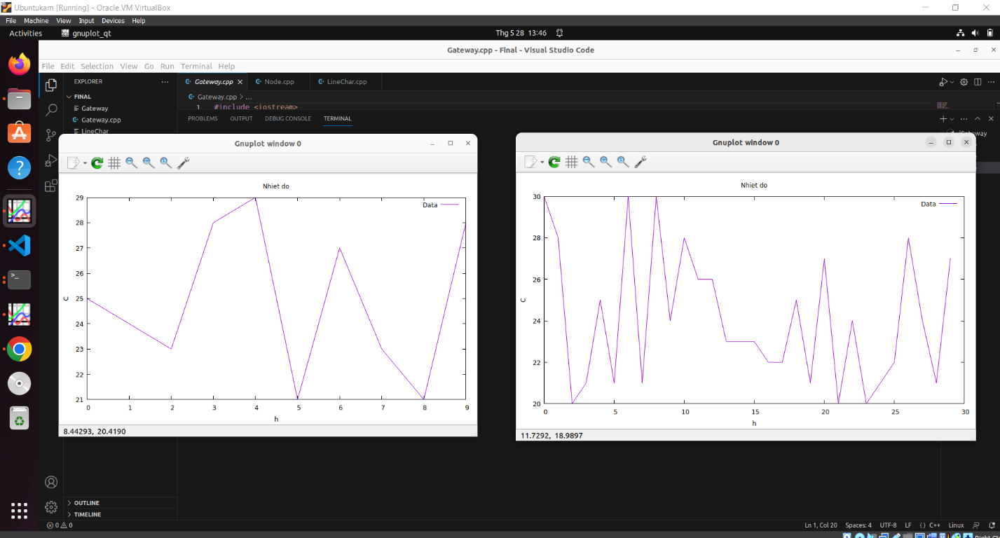 Ubuntukam [Running] - Oracle VM VirtualBox
File Machine View Input Devices Help
Activities gnuplot_qt Thg 5 28 13:46
Gateway.cpp - Final - Visual Studio Code
File Edit Selection View Go Run Terminal Help
EXPLORER ... Gateway.cpp Node.cpp LineChar.cpp
FINAL Gateway.cpp > ...
Gateway 1 #include <iostream>
Gateway.cpp PROBLEMS OUTPUT DEBUG CONSOLE TERMINAL
LineChar
Gnuplot window 0
Nhiet do
Data
29
28
27
26
25
24
23
22
21
C
0 1 2 3 4 5 6 7 8 9
h
8.44293, 20.4190
Gnuplot window 0
Nhiet do
Data
30
28
26
24
22
20
C
0 5 10 15 20 25 30
h
11.7292, 18.9897
OUTLINE
TIMELINE
0 0 Ln 1, Col 20 Spaces: 4 UTF-8 LF {} C++ Linux